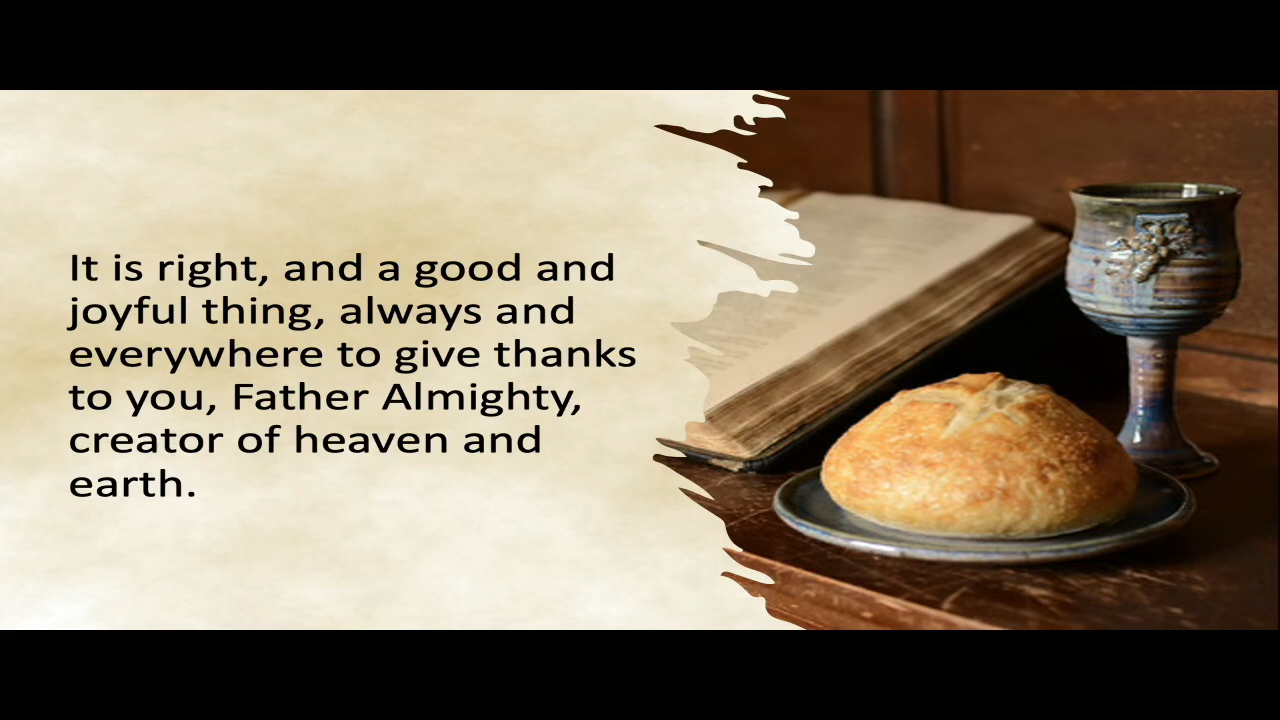 It is right, and a good and
joyful thing, always and
everywhere to give thanks
to you, Father Almighty,
creator of heaven and
earth.